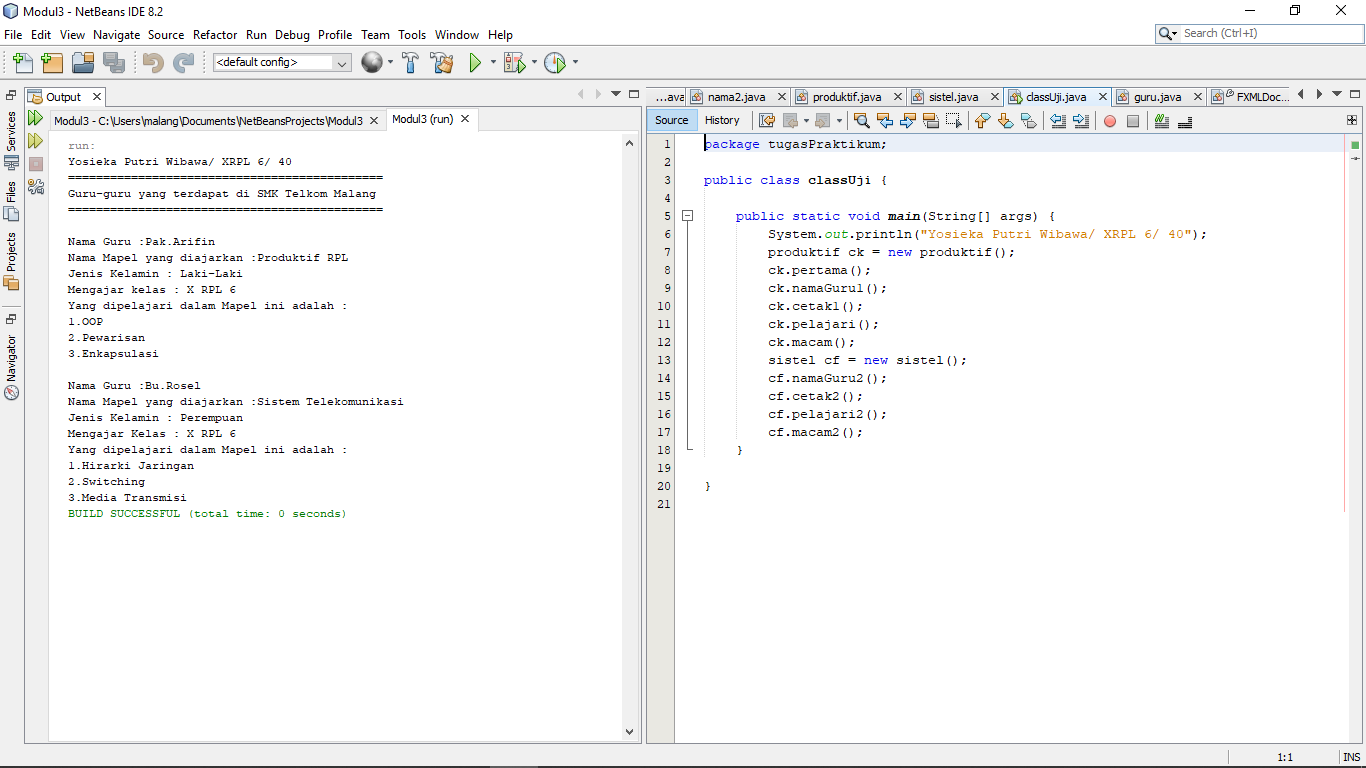 Modul3 - NetBeans IDE 8.2
File Edit View Navigate Source Refactor Run Debug Profile Team Tools Window Help
Search (Ctrl+I)
<default config>
Output
Services
Files
Projects
Navigator
Modul3 - C:\Users\malang\Documents\NetBeansProjects\Modul3
Modul3 (run)
run:
Yosieka Putri Wibawa/ XRPL 6/ 40
=============================================
Guru-guru yang terdapat di SMK Telkom Malang
=============================================
Nama Guru :Pak.Arifin
Nama Mapel yang diajarkan :Produktif RPL
Jenis Kelamin : Laki-Laki
Mengajar kelas : X RPL 6
Yang dipelajari dalam Mapel ini adalah :
1.OOP
2.Pewarisan
3.Enkapsulasi
Nama Guru :Bu.Rosel
Nama Mapel yang diajarkan :Sistem Telekomunikasi
Jenis Kelamin : Perempuan
Mengajar Kelas : X RPL 6
Yang dipelajari dalam Mapel ini adalah :
1.Hirarki Jaringan
2.Switching
3.Media Transmisi
BUILD SUCCESSFUL (total time: 0 seconds)
...ava nama2.java produktif.java sistel.java classUji.java guru.java FXMLDoc...
Source History
1 package tugasPraktikum;
2
3 public class classUji {
4
5 public static void main(String[] args) {
6 System.out.println("Yosieka Putri Wibawa/ XRPL 6/ 40");
7 produktif ck = new produktif();
8 ck.pertama();
9 ck.namaGuru1();
10 ck.cetak1();
11 ck.pelajari();
12 ck.macam();
13 sistel cf = new sistel();
14 cf.namaGuru2();
15 cf.cetak2();
16 cf.pelajari2();
17 cf.macam2();
18 }
19
20 }
21
1:1 INS